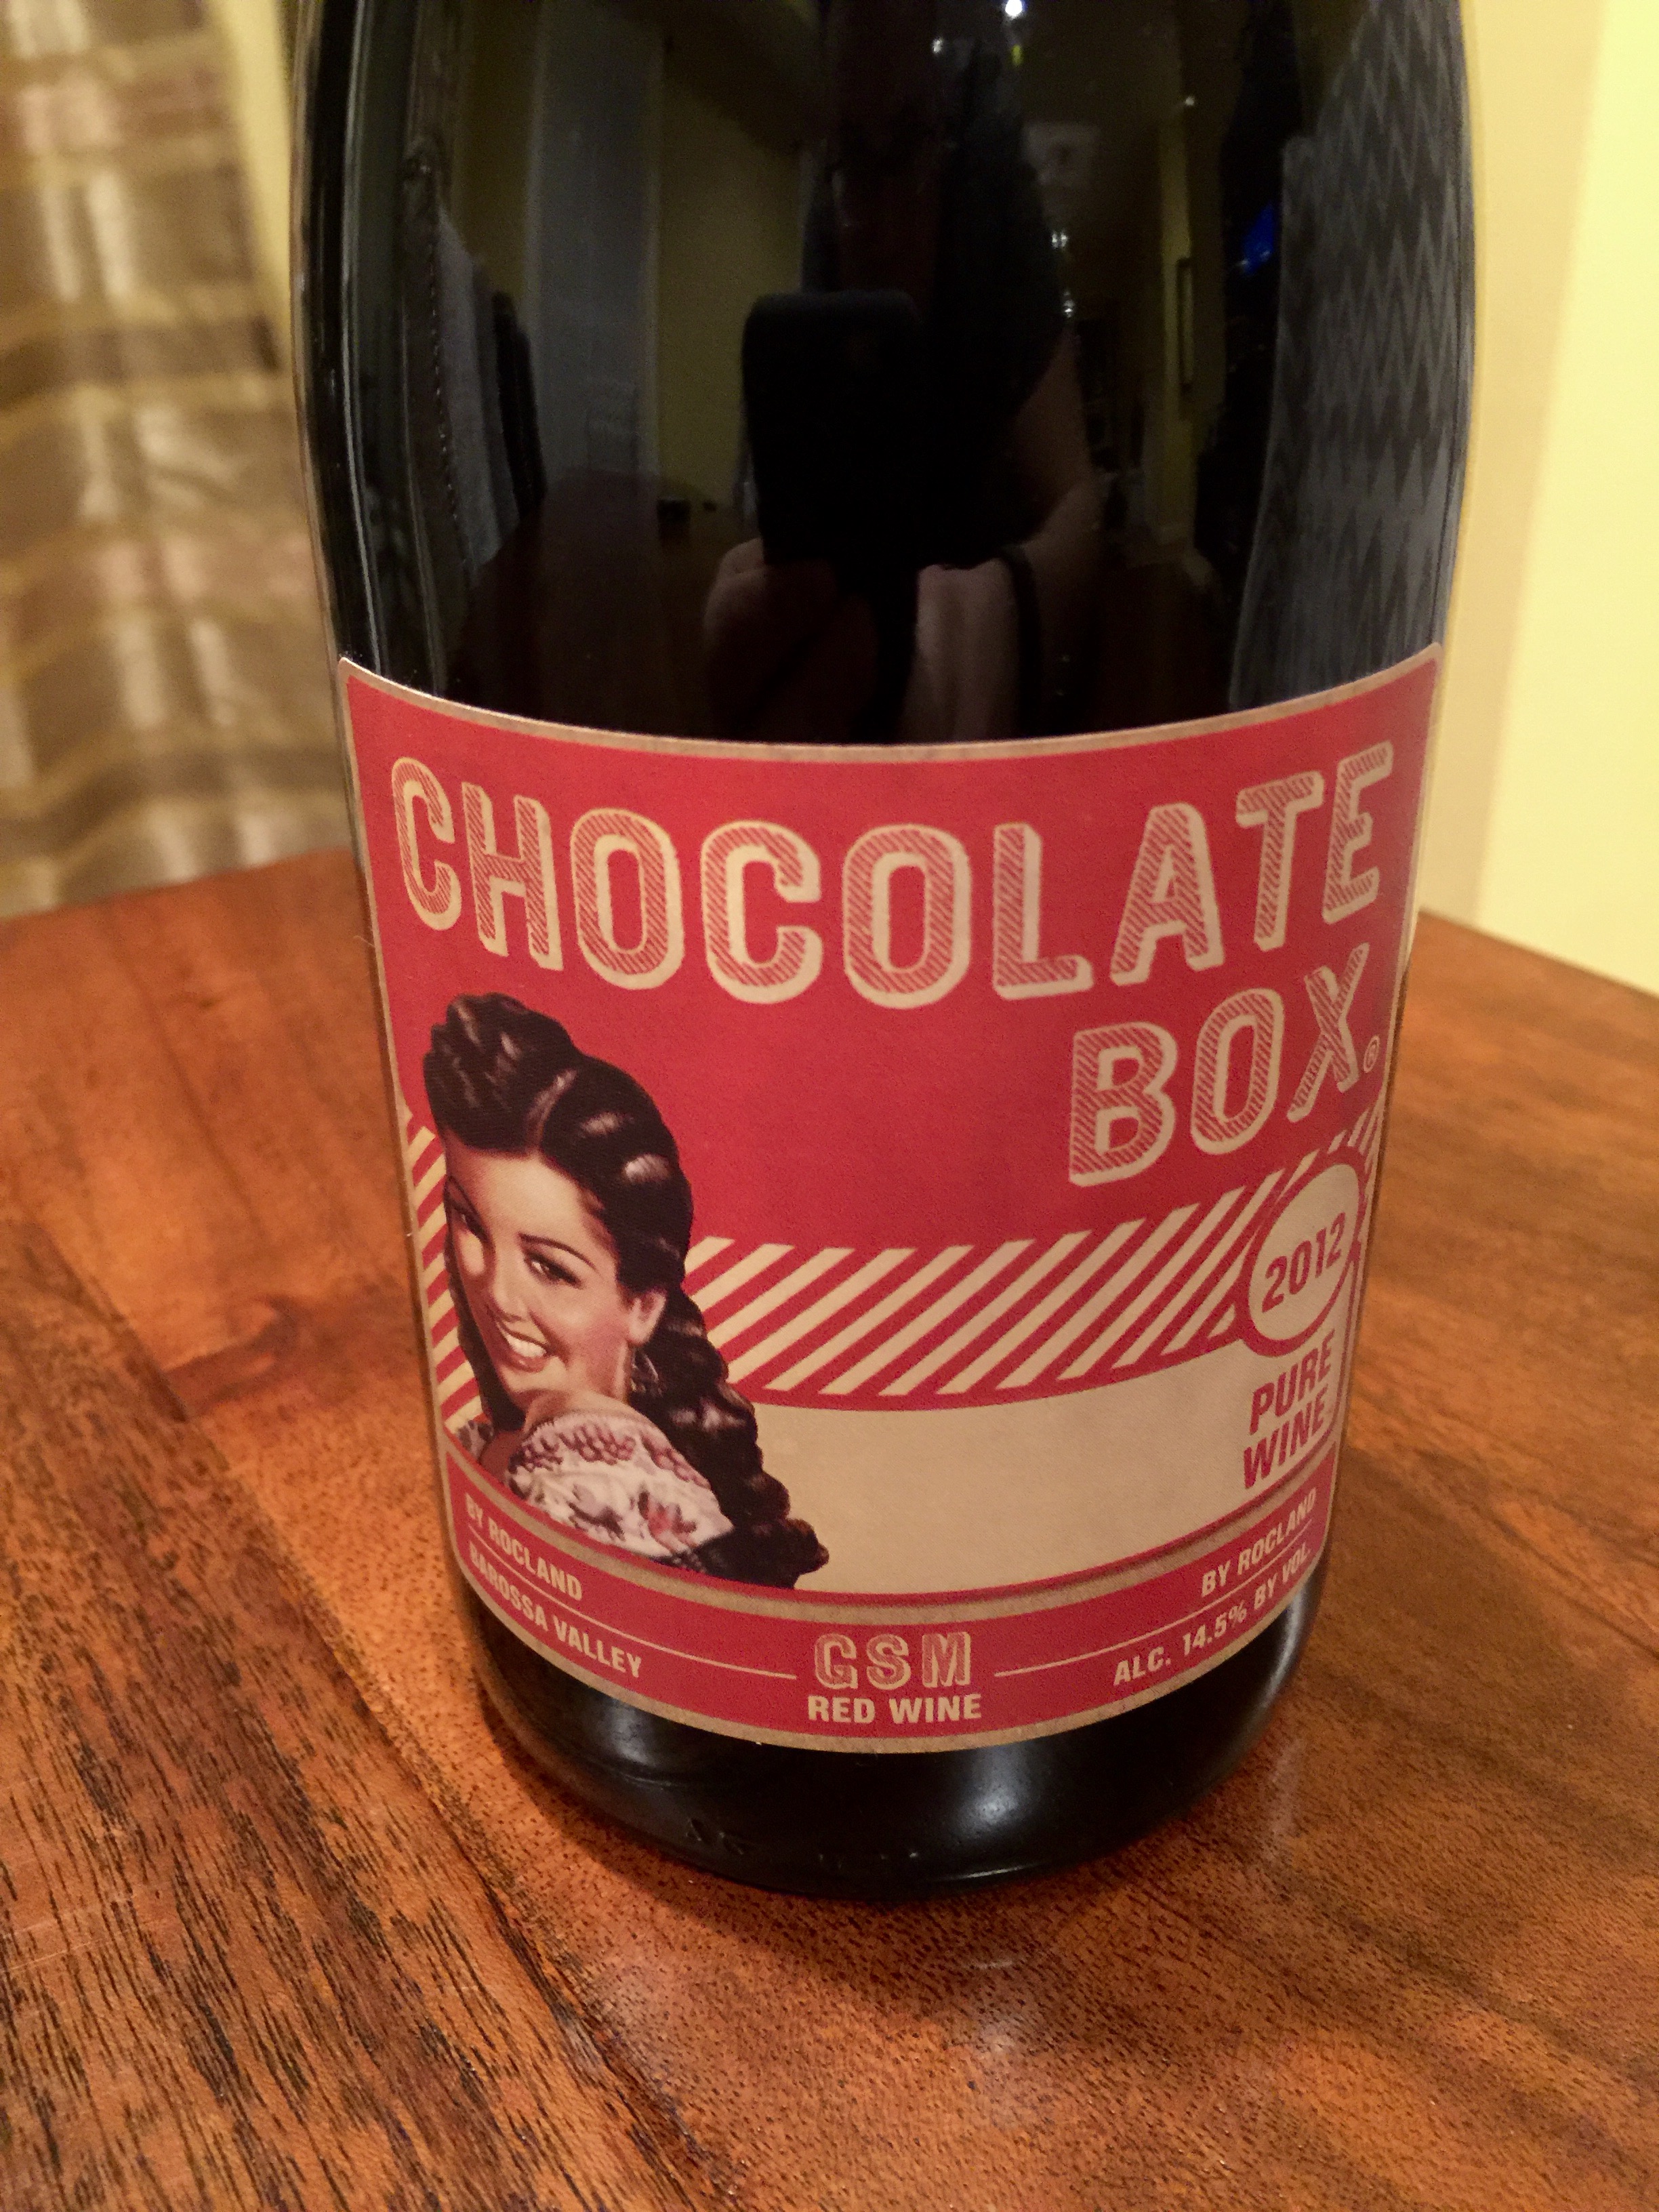 CHOCOLATE
BOX.®
2012
PURE
WINE
BY ROCLAND
BAROSSA VALLEY
GSM
RED WINE
BY ROCLAND
ALC. 14.5% BY VOL.